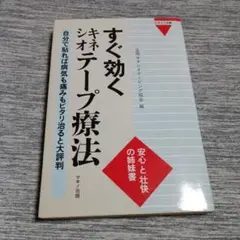 すぐ効く
キネシオテープ療法
自分で貼れば病気も痛みもピタリ治ると大評判
安心と壮快
の姉妹書
マキノ出版